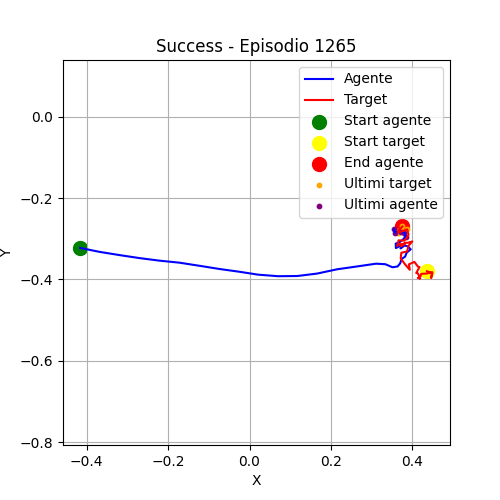 Success - Episodio 1265
Agente
Target
Start agente
Start target
End agente
Ultimi target
Ultimi agente
0.0
−0.2
−0.4
−0.6
−0.8
Y
−0.4
−0.2
0.0
0.2
0.4
X